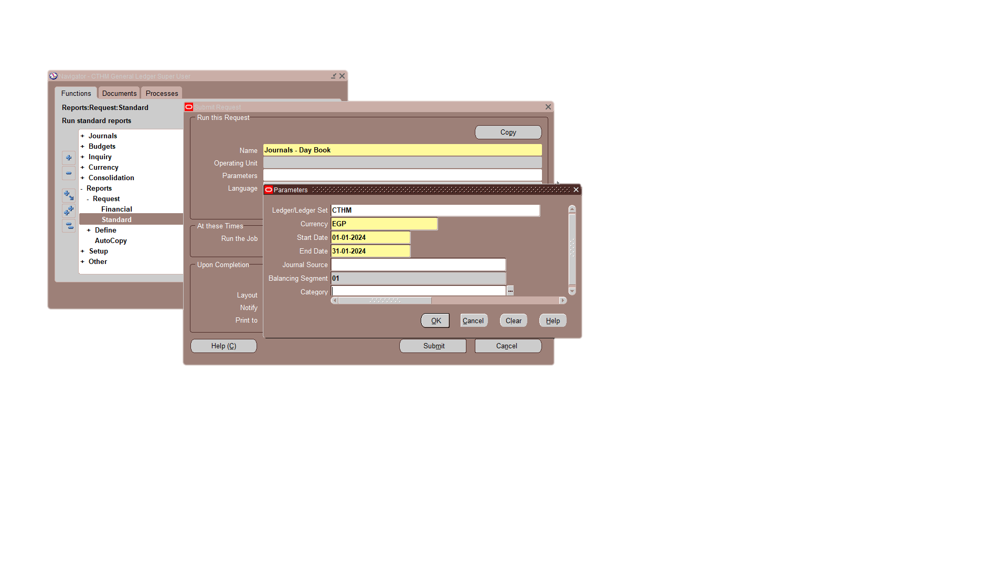 Navigator - CTHM General Ledger Super User
Functions
Documents
Processes
Reports:Request:Standard
Run standard reports
+ Journals
+ Budgets
+ Inquiry
+ Currency
+ Consolidation
- Reports
- Request
Financial
Standard
+ Define
AutoCopy
+ Setup
+ Other
Submit Request
Run this Request
Copy
Name Journals - Day Book
Operating Unit
Parameters
Language
At these Times
Run the Job
Upon Completion
Layout
Notify
Print to
Help (C)
Submit
Cancel
Parameters
Ledger/Ledger Set CTHM
Currency EGP
Start Date 01-01-2024
End Date 31-01-2024
Journal Source
Balancing Segment 01
Category
...
OK
Cancel
Clear
Help